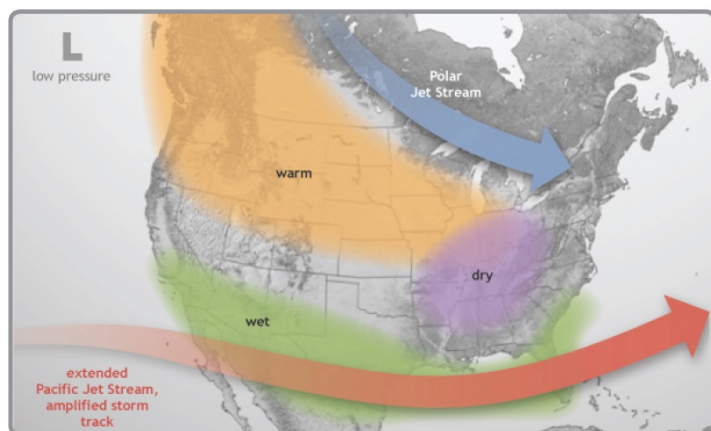 L
low pressure
Polar
Jet Stream
warm
dry
wet
extended
Pacific Jet Stream,
amplified storm
track